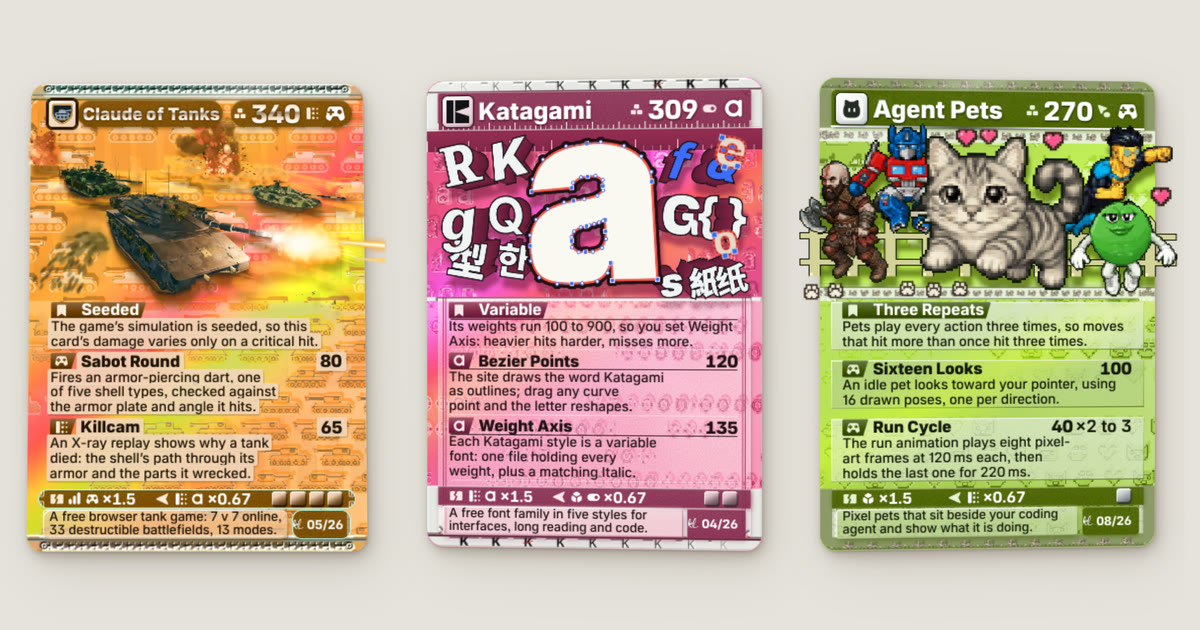 Claude of Tanks 340
Seeded
The game's simulation is seeded, so this
card's damage varies only on a critical hit.
Sabot Round 80
Fires an armor-piercing dart, one
of five shell types, checked against
the armor plate and angle it hits.
Killcam 65
An X-ray replay shows why a tank
died: the shell's path through its
armor and the parts it wrecked.
×1.5 ×0.67
A free browser tank game: 7 v 7 online,
33 destructible battlefields, 13 modes.
05/26
K K K K K K
Katagami 309 a
R K a f &
g Q G { }
型 한 a s 紙纸
Variable
Its weights run 100 to 900, so you set Weight
Axis: heavier hits harder, misses more.
a Bezier Points 120
The site draws the word Katagami
as outlines; drag any curve
point and the letter reshapes.
a Weight Axis 135
Each Katagami style is a variable
font: one file holding every
weight, plus a matching Italic.
a ×1.5 ×0.67
A free font family in five styles for
interfaces, long reading and code.
04/26
K K K K K K
Agent Pets 270
Three Repeats
Pets play every action three times, so moves
that hit more than once hit three times.
Sixteen Looks 100
An idle pet looks toward your pointer, using
16 drawn poses, one per direction.
Run Cycle 40×2 to 3
The run animation plays eight pixel-
art frames at 120 ms each, then
holds the last one for 220 ms.
×1.5 ×0.67
Pixel pets that sit beside your coding
agent and show what it is doing.
08/26